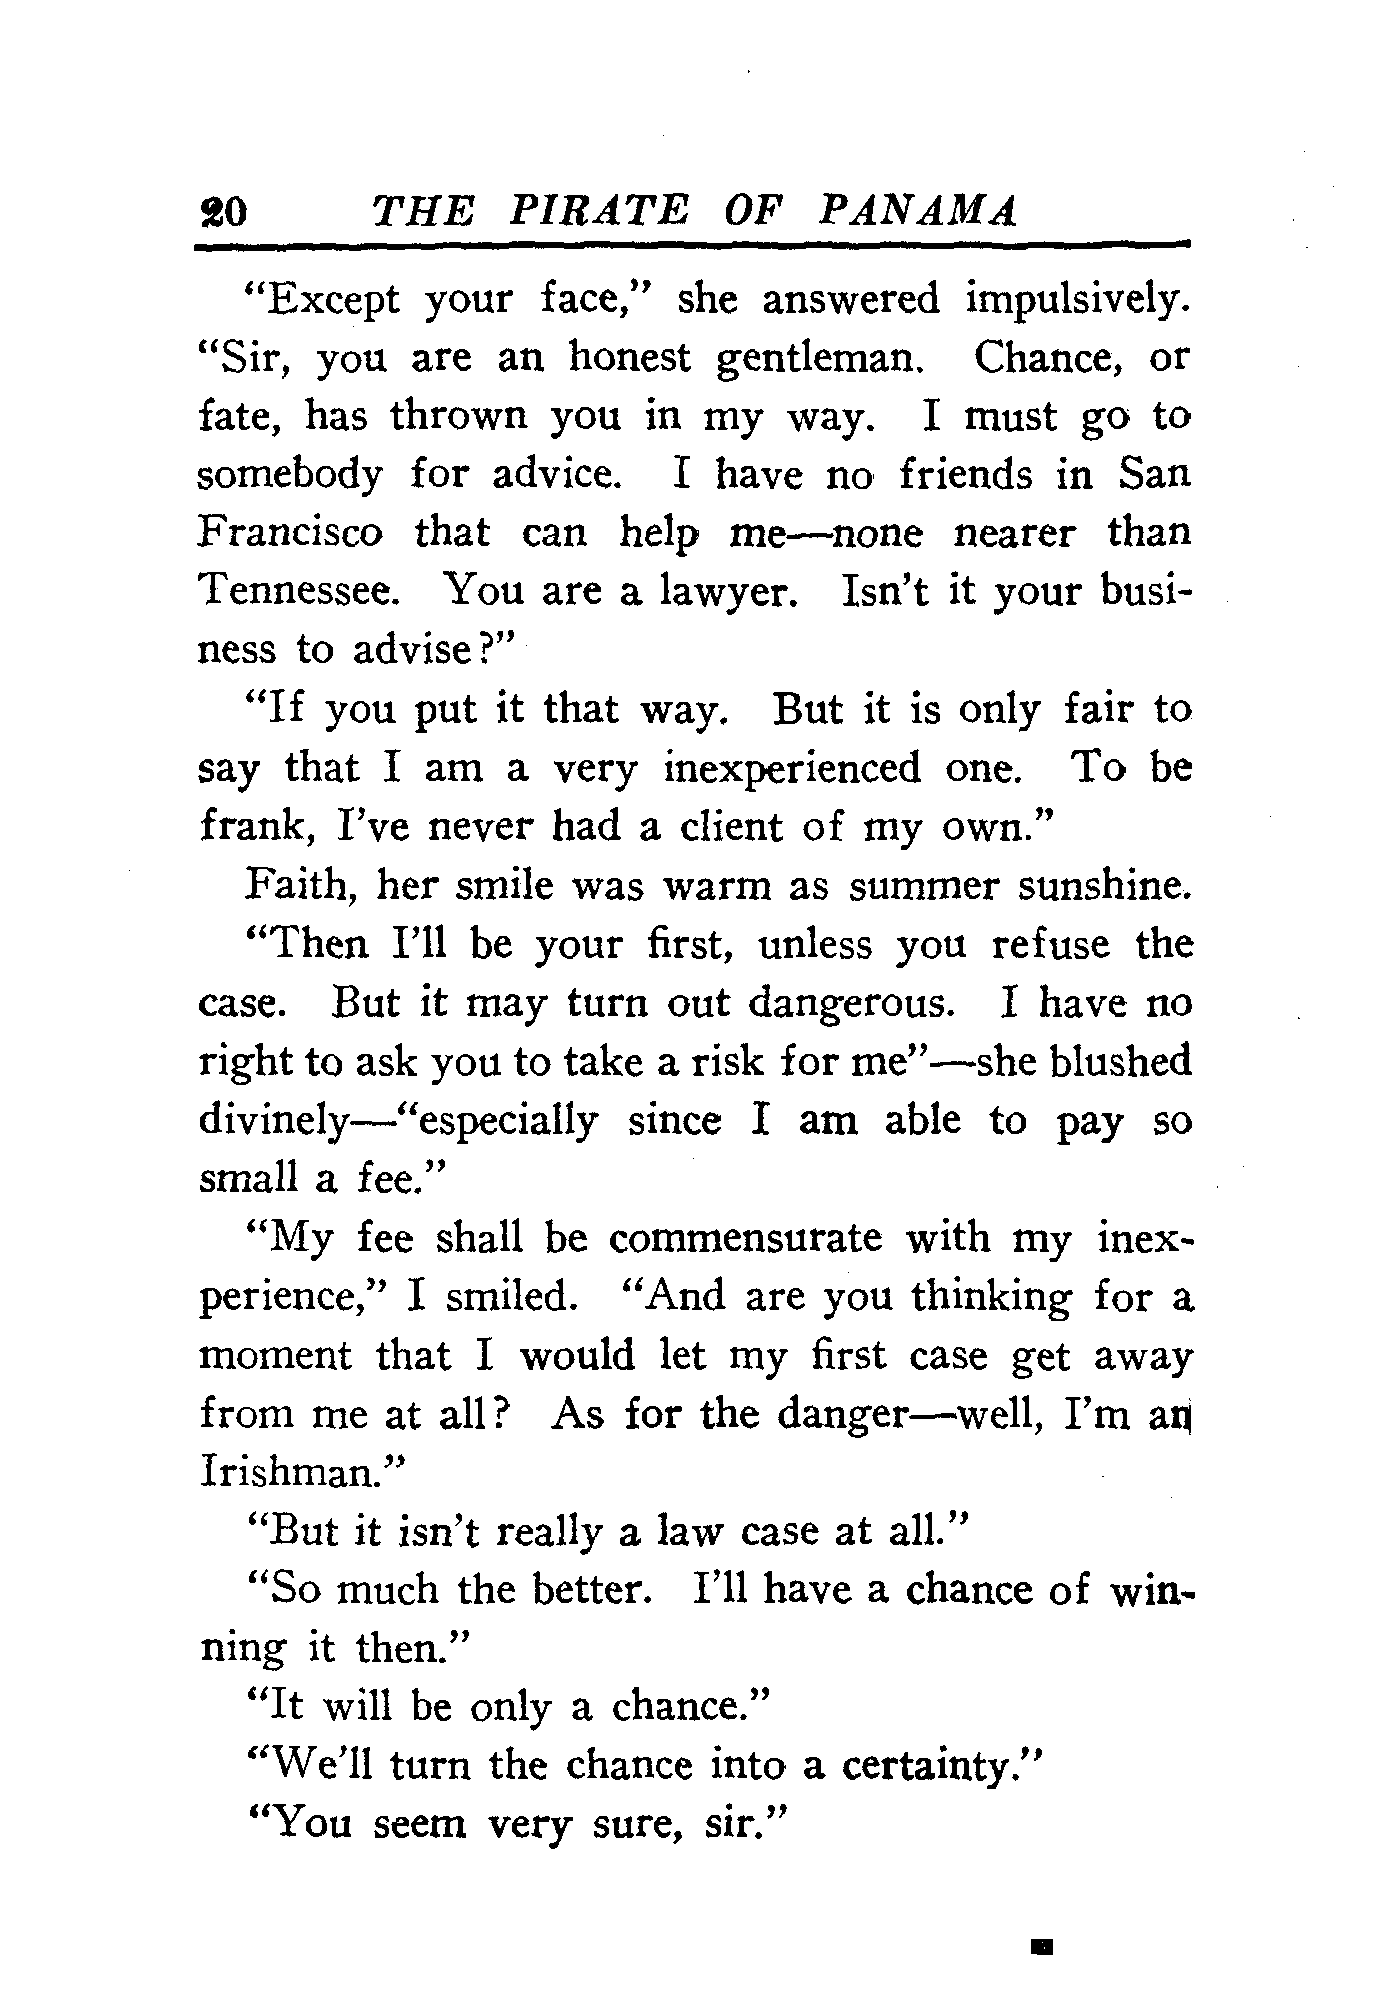 20 THE PIRATE OF PANAMA
“Except your face,” she answered impulsively.
“Sir, you are an honest gentleman. Chance, or
fate, has thrown you in my way. I must go to
somebody for advice. I have no friends in San
Francisco that can help me—none nearer than
Tennessee. You are a lawyer. Isn’t it your busi-
ness to advise?”
“If you put it that way. But it is only fair to
say that I am a very inexperienced one. To be
frank, I’ve never had a client of my own.”
Faith, her smile was warm as summer sunshine.
“Then I’ll be your first, unless you refuse the
case. But it may turn out dangerous. I have no
right to ask you to take a risk for me”—she blushed
divinely—“especially since I am able to pay so
small a fee.”
“My fee shall be commensurate with my inex-
perience,” I smiled. “And are you thinking for a
moment that I would let my first case get away
from me at all? As for the danger—well, I’m an
Irishman.”
“But it isn’t really a law case at all.”
“So much the better. I’ll have a chance of win-
ning it then.”
“It will be only a chance.”
“We’ll turn the chance into a certainty.”
“You seem very sure, sir.”